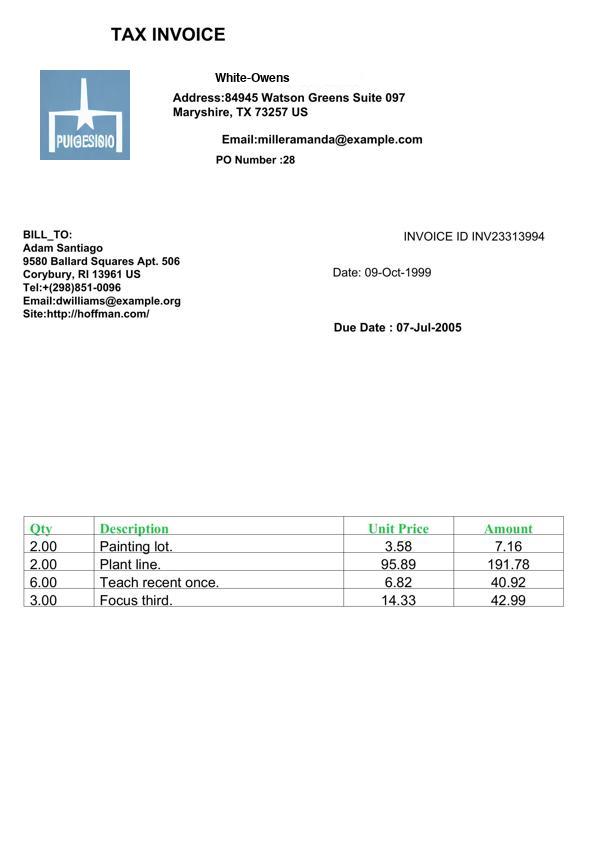 TAX INVOICE
White-Owens
Address:84945 Watson Greens Suite 097
Maryshire, TX 73257 US
PUIGESISIO
Email:milleramanda@example.com
PO Number :28
BILL_TO:
Adam Santiago
9580 Ballard Squares Apt. 506
Corybury, RI 13961 US
Tel:+(298)851-0096
Email:dwilliams@example.org
Site:http://hoffman.com/
INVOICE ID INV23313994
Date: 09-Oct-1999
Due Date : 07-Jul-2005
Qty Description Unit Price Amount
2.00 Painting lot. 3.58 7.16
2.00 Plant line. 95.89 191.78
6.00 Teach recent once. 6.82 40.92
3.00 Focus third. 14.33 42.99